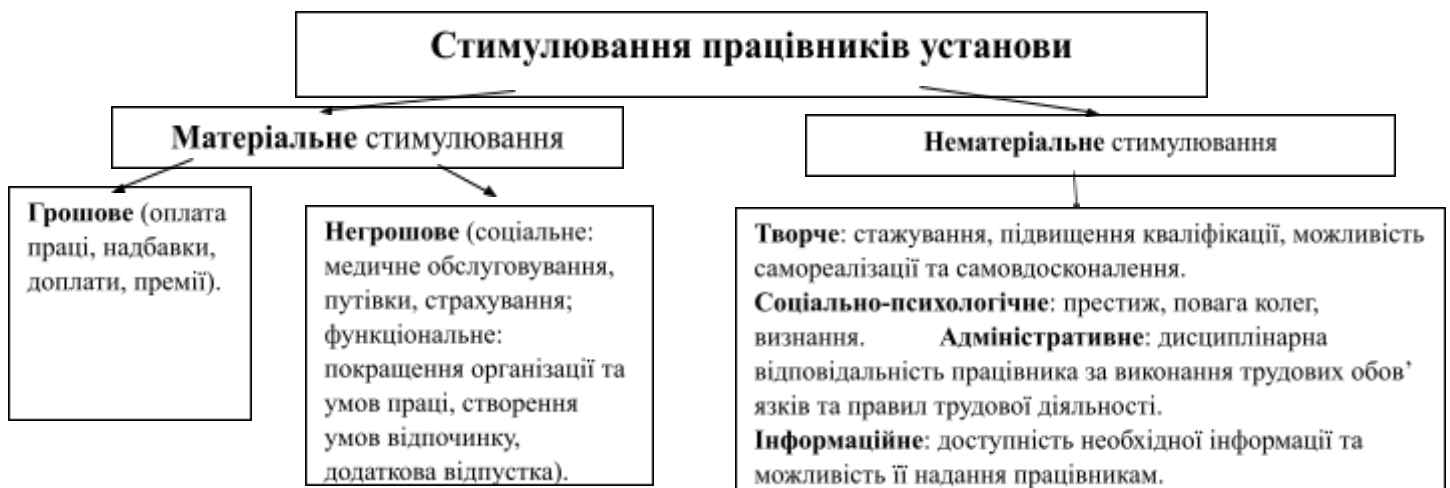 Стимулювання працівників установи
Матеріальне стимулювання
Нематеріальне стимулювання
Грошове (оплата
праці, надбавки,
доплати, премії).
Негрошове (соціальне:
медичне обслуговування,
путівки, страхування;
функціональне:
покращення організації та
умов праці, створення
умов відпочинку,
додаткова відпустка).
Творче: стажування, підвищення кваліфікації, можливість
самореалізації та самовдосконалення.
Соціально-психологічне: престиж, повага колег,
визнання. Адміністративне: дисциплінарна
відповідальність працівника за виконання трудових обов’
язків та правил трудової діяльності.
Інформаційне: доступність необхідної інформації та
можливість її надання працівникам.